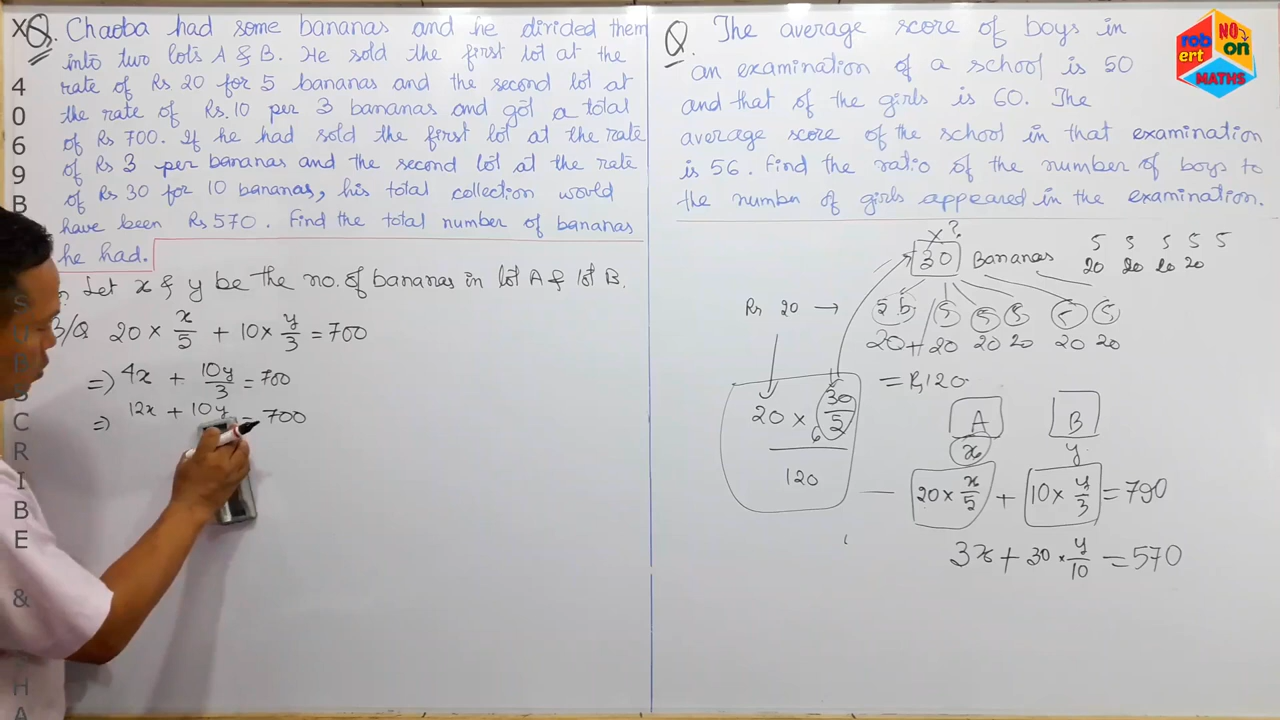 Q. Chaoba had some bananas and he divided them
into two lots A & B. He sold the first lot at the
rate of Rs 20 for 5 bananas and the second lot at
the rate of Rs. 10 per 3 bananas and got a total
of Rs 700. If he had sold the first lot at the rate
of Rs 3 per bananas and the second lot at the rate
of Rs 30 for 10 bananas, his total collection would
have been Rs 570. Find the total number of bananas
he had.
Let x & y be the no. of bananas in lot A & lot B.
B/Q 20 × x/5 + 10 × y/3 = 700
=> 4x + 10y/3 = 700
=> 12x + 10y = 700
Q. The average score of boys in
an examination of a school is 50
and that of the girls is 60. The
average score of the school in that examination
is 56. Find the ratio of the number of boys to
the number of girls appeared in the examination.
x?
30 Bananas
5 5 5 5 5
20 20 20 20
Rs 20 →
5 5 5 5 5 5
20 + 20 20 20 20 20
= Rs 120
20 × 30/5
6
120
A B
x y
20 × x/5 + 10 × y/3 = 700
3x + 30 × y/10 = 570
robert NO on
MATHS
X 4 0 6 9 B
SUBSCRIBE & SHA